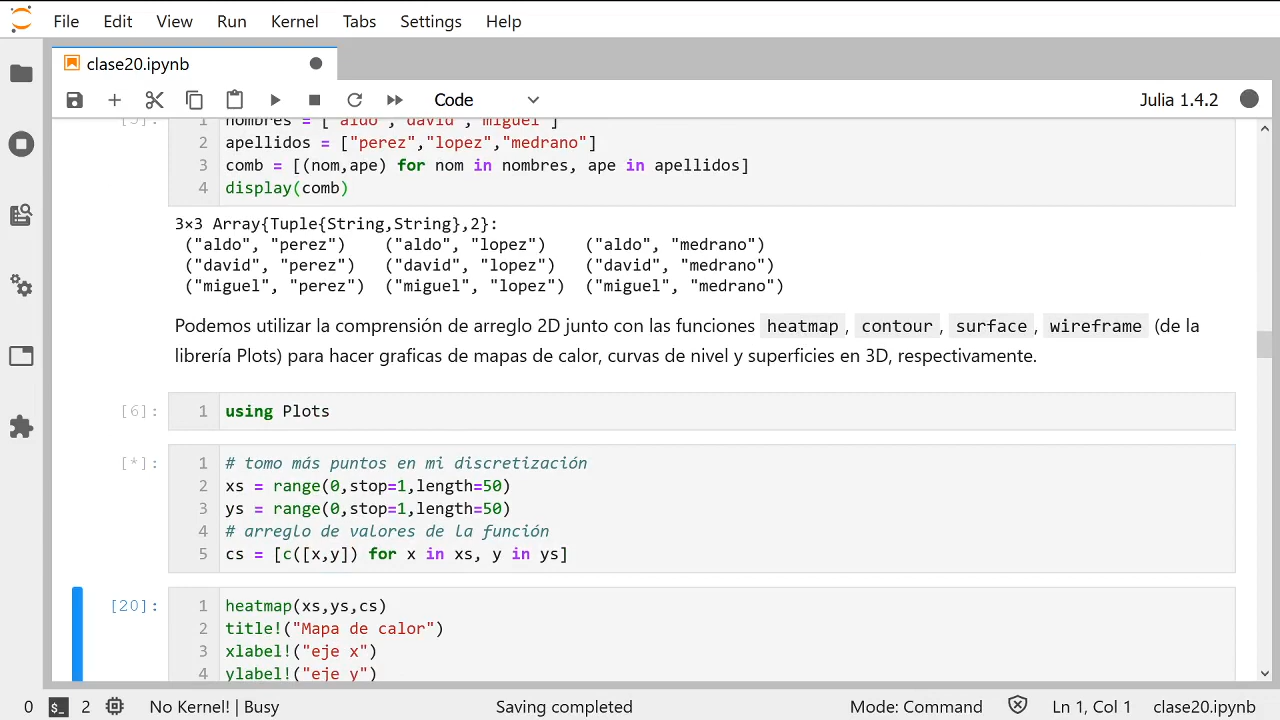 File Edit View Run Kernel Tabs Settings Help
clase20.ipynb
Code
Julia 1.4.2
[5]: 1 nombres = ["aldo","david","miguel"]
2 apellidos = ["perez","lopez","medrano"]
3 comb = [(nom,ape) for nom in nombres, ape in apellidos]
4 display(comb)
3×3 Array{Tuple{String,String},2}:
("aldo", "perez") ("aldo", "lopez") ("aldo", "medrano")
("david", "perez") ("david", "lopez") ("david", "medrano")
("miguel", "perez") ("miguel", "lopez") ("miguel", "medrano")
Podemos utilizar la comprensión de arreglo 2D junto con las funciones heatmap, contour, surface, wireframe (de la
librería Plots) para hacer graficas de mapas de calor, curvas de nivel y superficies en 3D, respectivamente.
[6]: 1 using Plots
[*]: 1 # tomo más puntos en mi discretización
2 xs = range(0,stop=1,length=50)
3 ys = range(0,stop=1,length=50)
4 # arreglo de valores de la función
5 cs = [c([x,y]) for x in xs, y in ys]
[20]: 1 heatmap(xs,ys,cs)
2 title!("Mapa de calor")
3 xlabel!("eje x")
4 ylabel!("eje y")
0 $_ 2 No Kernel! | Busy Saving completed Mode: Command Ln 1, Col 1 clase20.ipynb